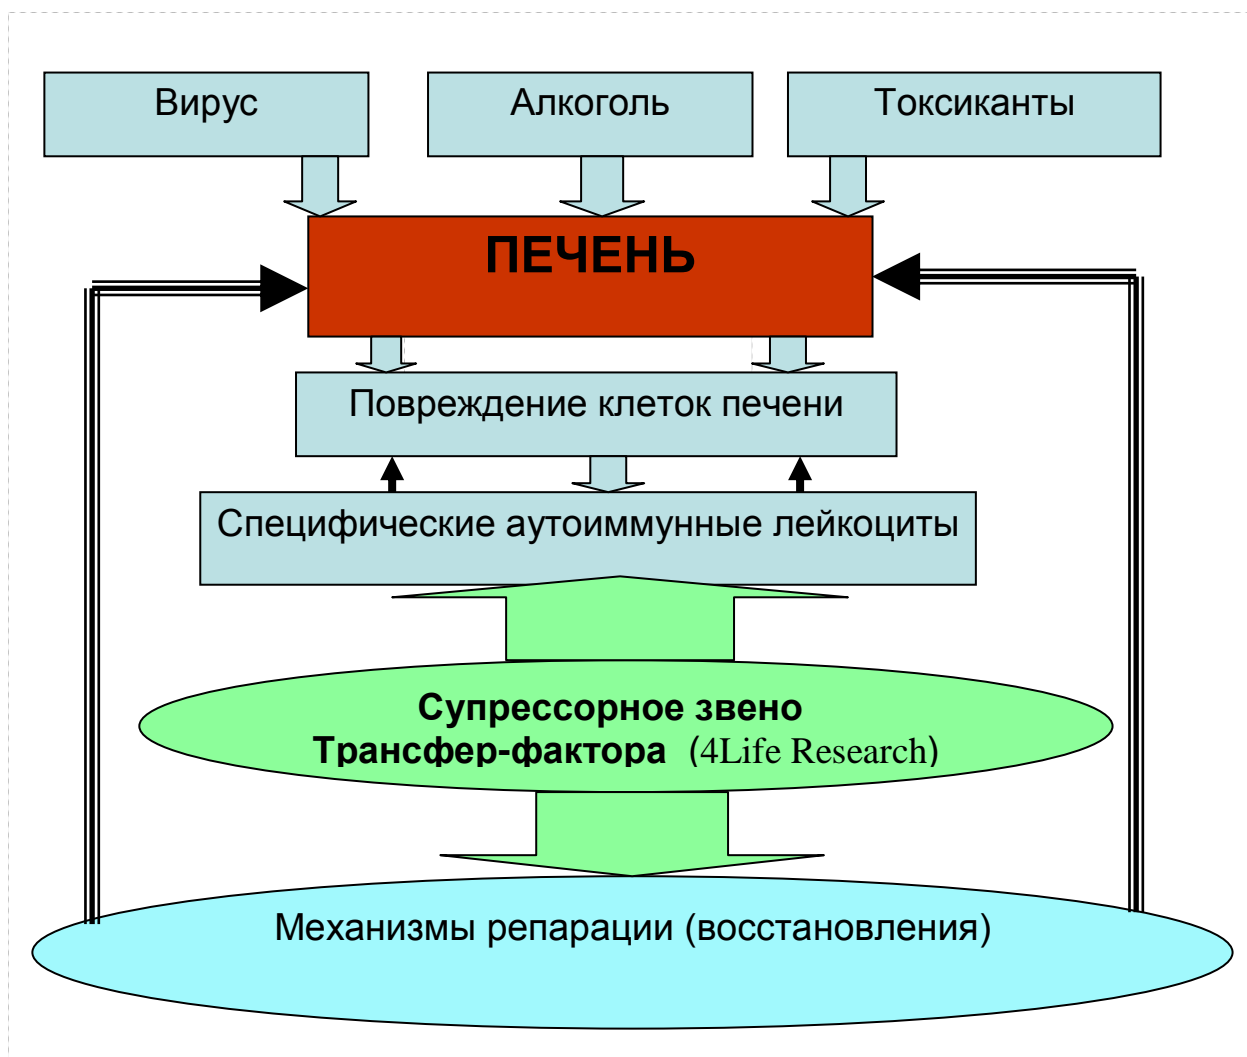 Вирус
Алкоголь
Токсиканты
ПЕЧЕНЬ
Повреждение клеток печени
Специфические аутоиммунные лейкоциты
Супрессорное звено
Трансфер-фактора (4Life Research)
Механизмы репарации (восстановления)